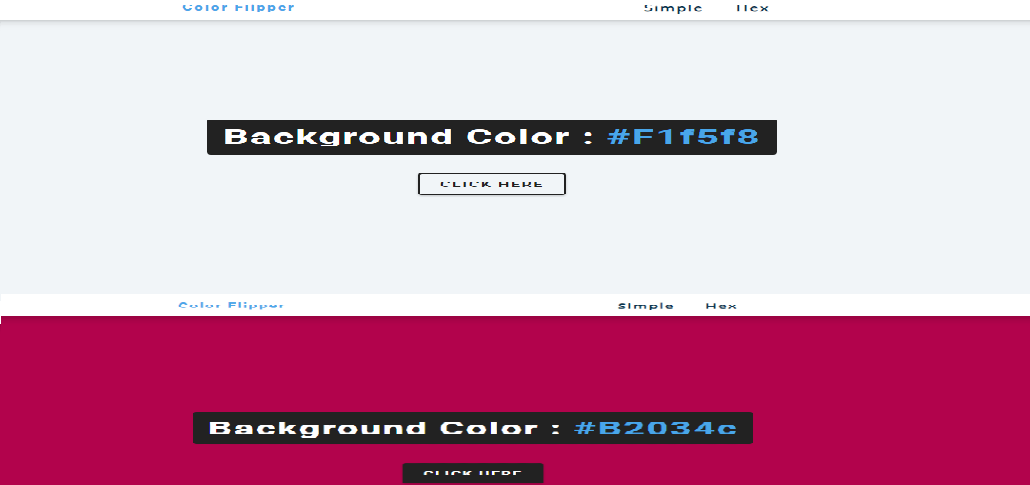 Color Flipper Simple Hex
Background Color : #F1f5f8
CLICK HERE
Color Flipper Simple Hex
Background Color : #B2034c
CLICK HERE